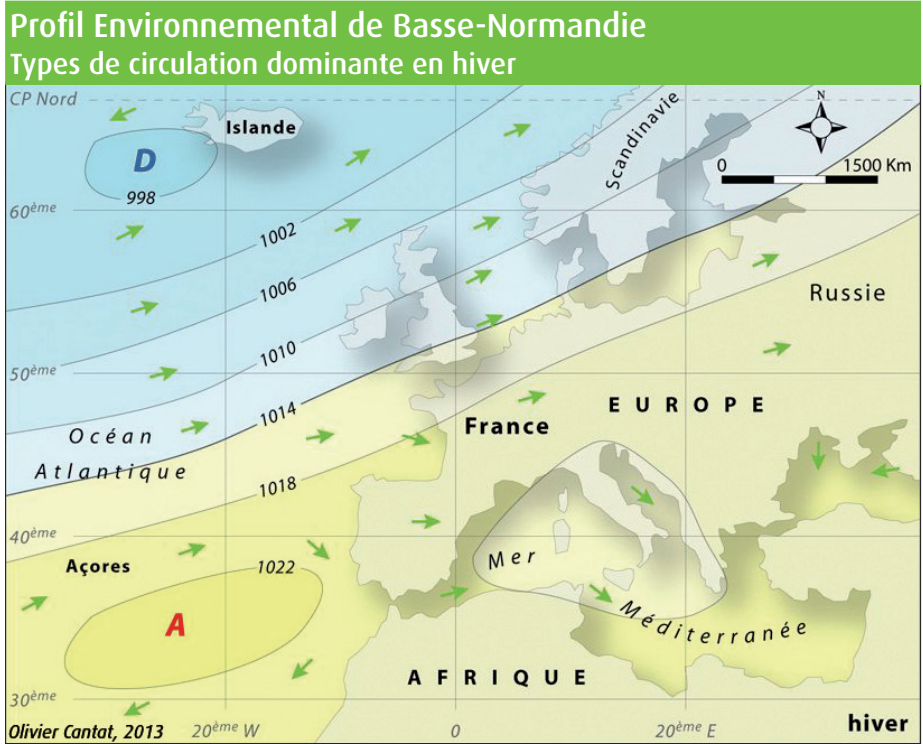 Profil Environnemental de Basse-Normandie
Types de circulation dominante en hiver
CP Nord
N
Islande
Scandinavie
0 1500 Km
D
998
60ème
1002
1006
Russie
1010
50ème
1014
EUROPE
France
Océan
Atlantique
1018
40ème
Mer
Açores
1022
A
Méditerranée
AFRIQUE
30ème
Olivier Cantat, 2013
20ème W
0
20ème E
hiver